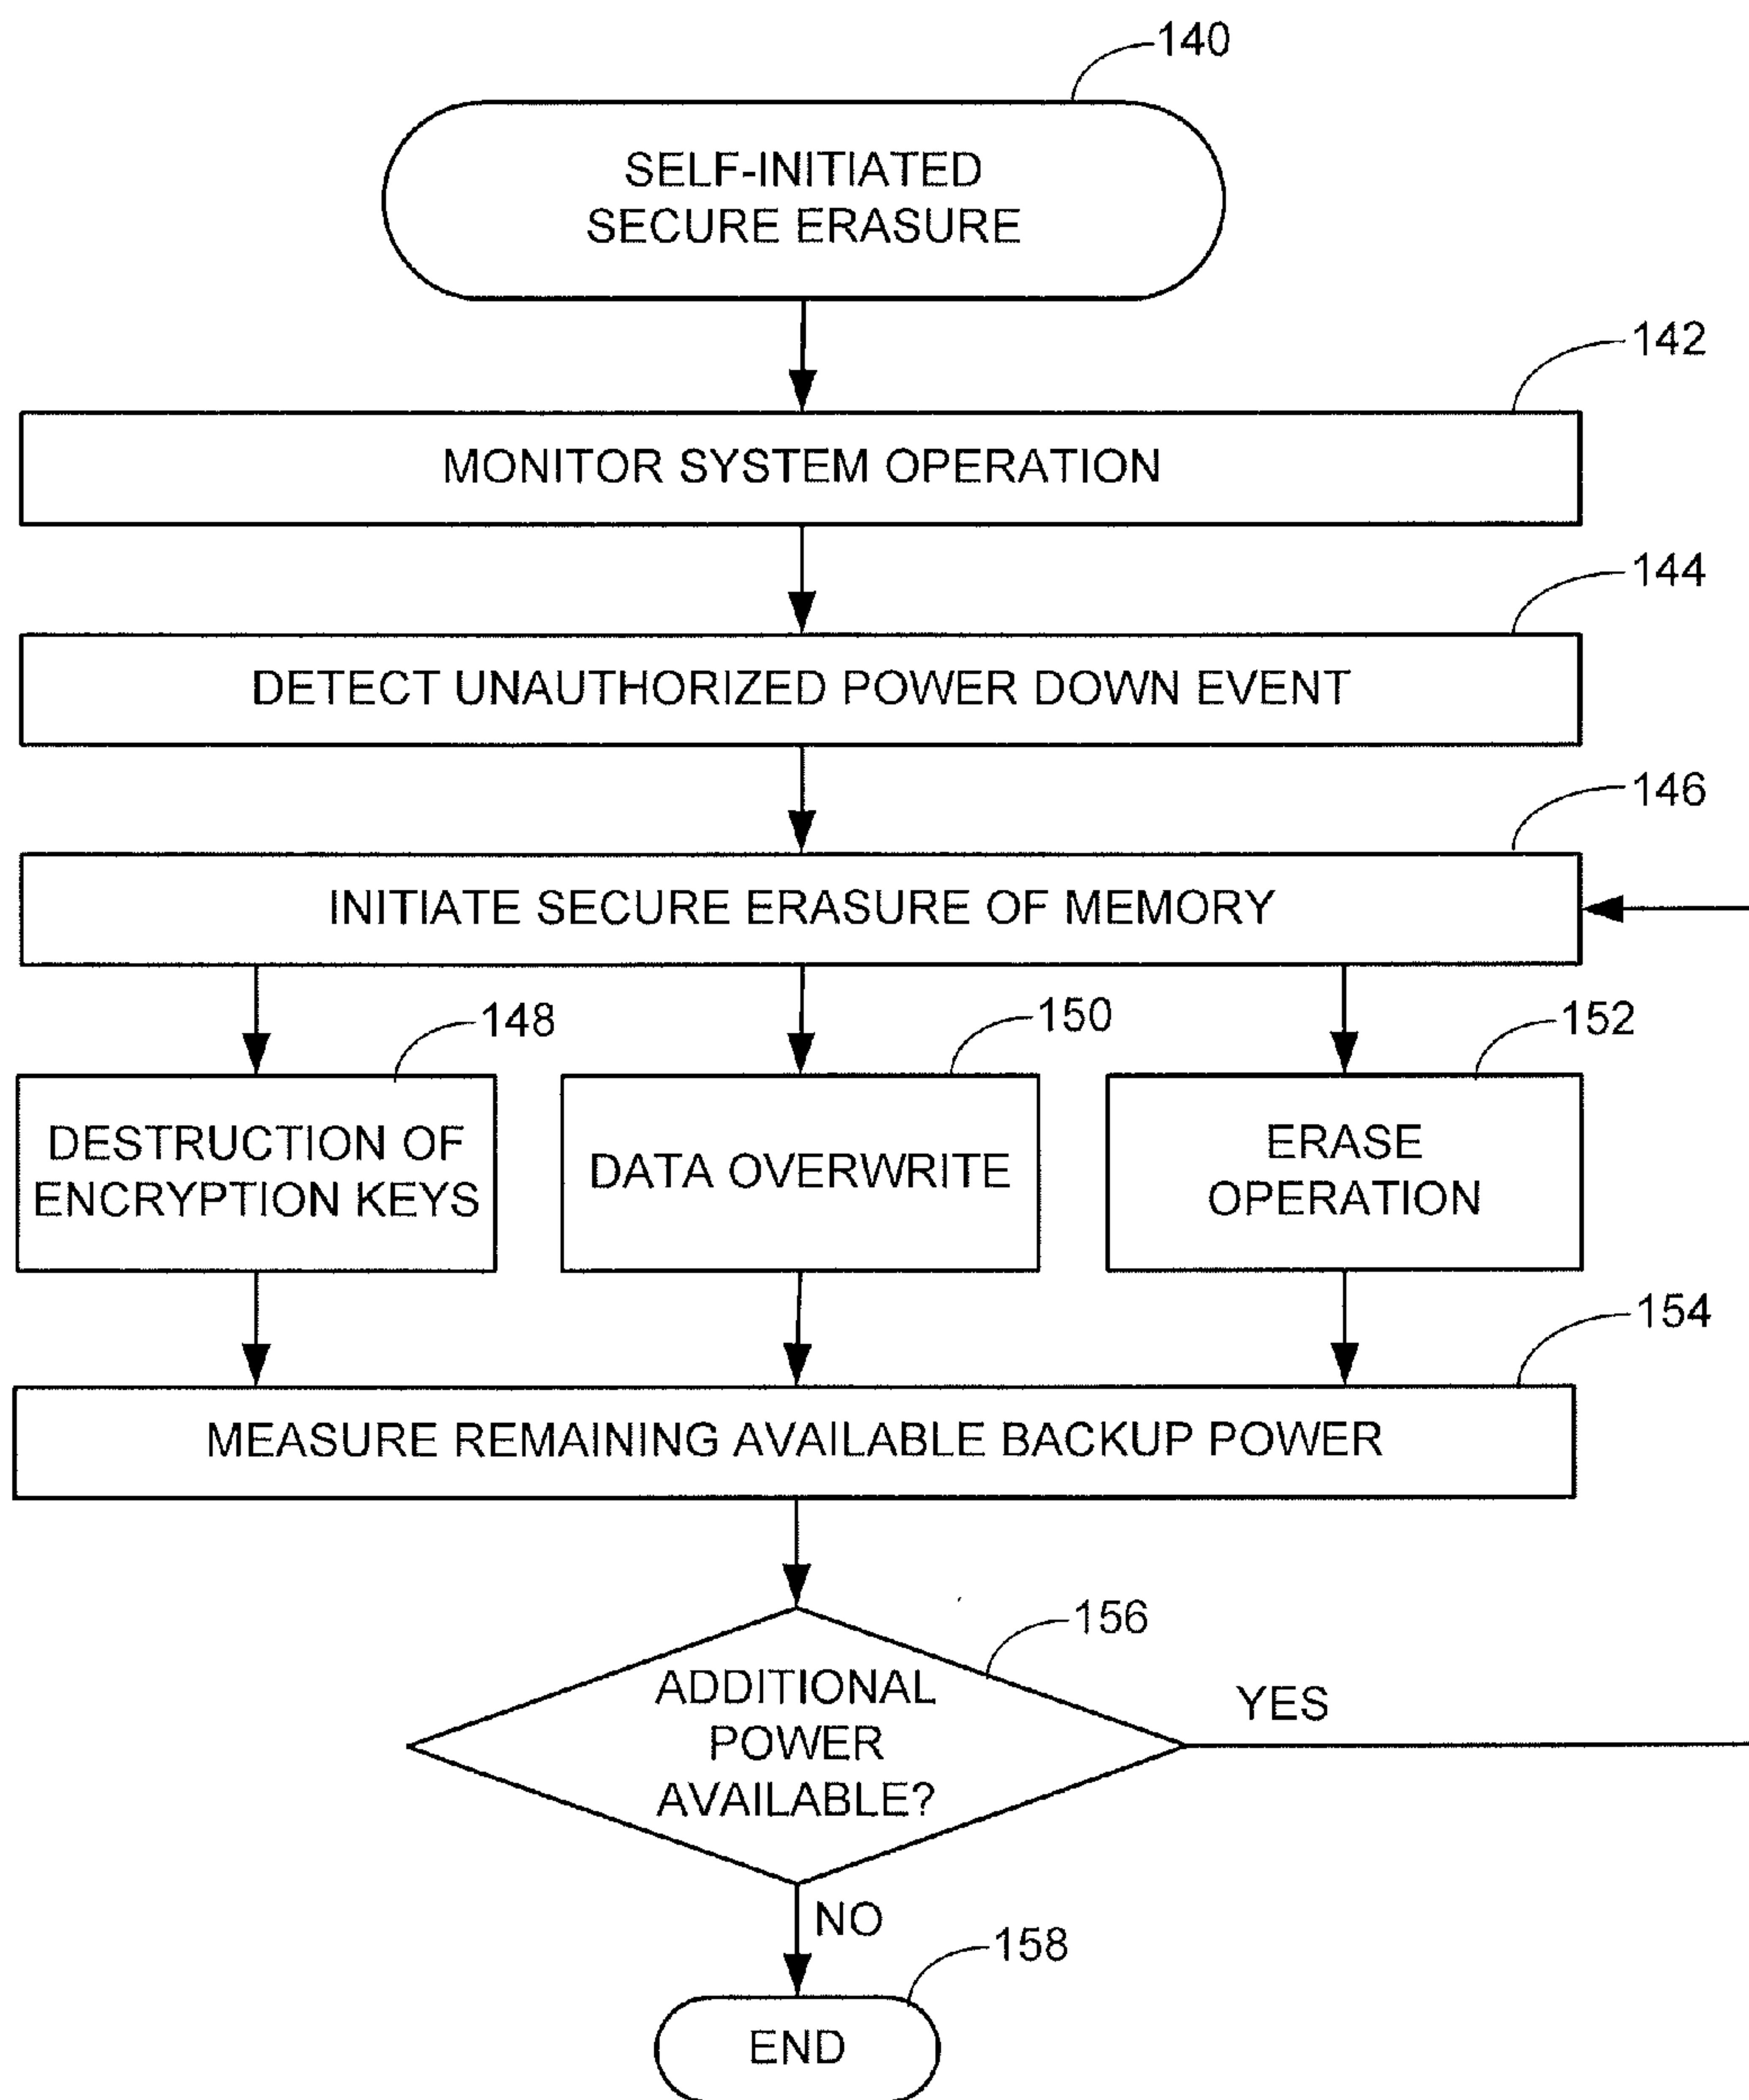 140
SELF-INITIATED
SECURE ERASURE
142
MONITOR SYSTEM OPERATION
144
DETECT UNAUTHORIZED POWER DOWN EVENT
146
INITIATE SECURE ERASURE OF MEMORY
148
150
152
DESTRUCTION OF
ENCRYPTION KEYS
DATA OVERWRITE
ERASE
OPERATION
154
MEASURE REMAINING AVAILABLE BACKUP POWER
156
ADDITIONAL
POWER
AVAILABLE?
YES
NO
158
END